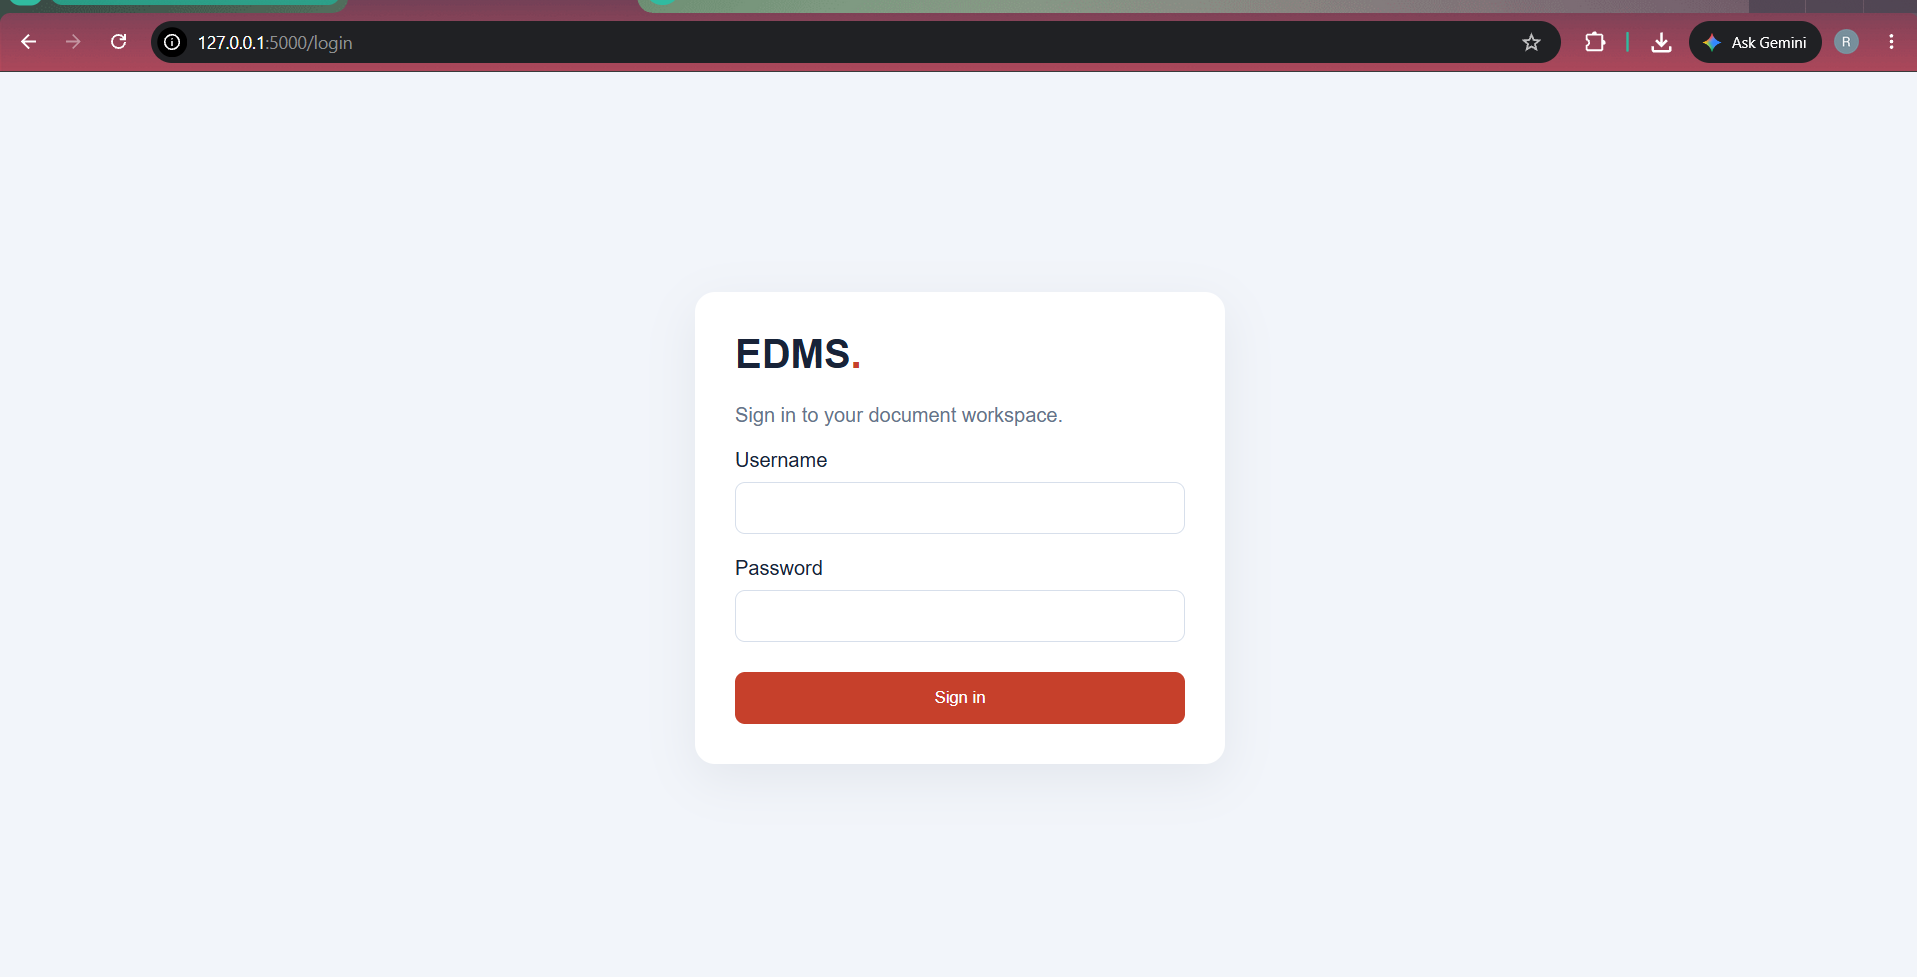 127.0.0.1:5000/login
Ask Gemini
R
EDMS.
Sign in to your document workspace.
Username
Password
Sign in